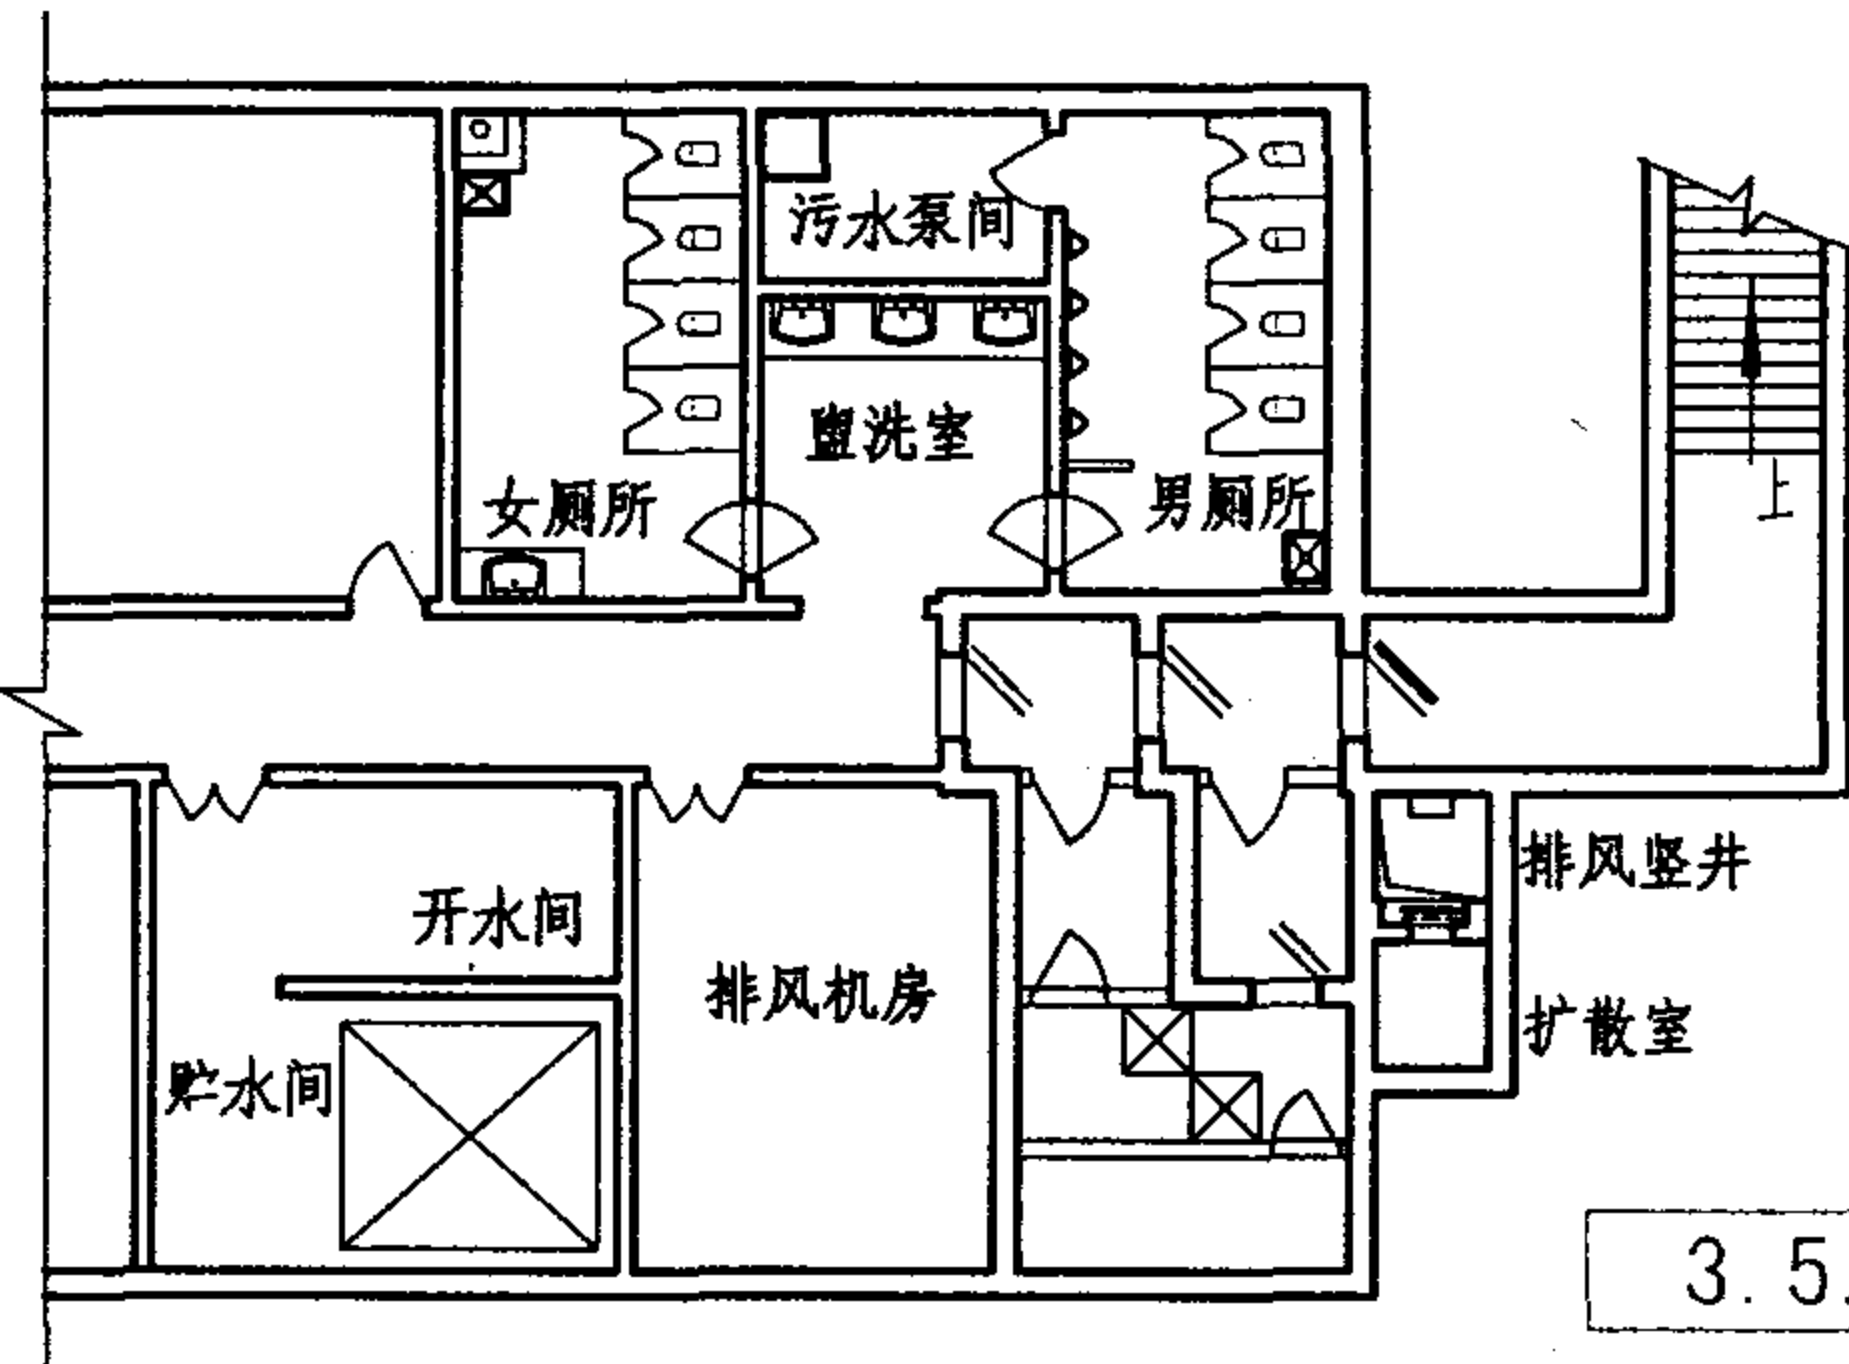 污水泵间
盥洗室
女厕所
男厕所
上
排风竖井
开水间
排风机房
扩散室
贮水间
3.5.